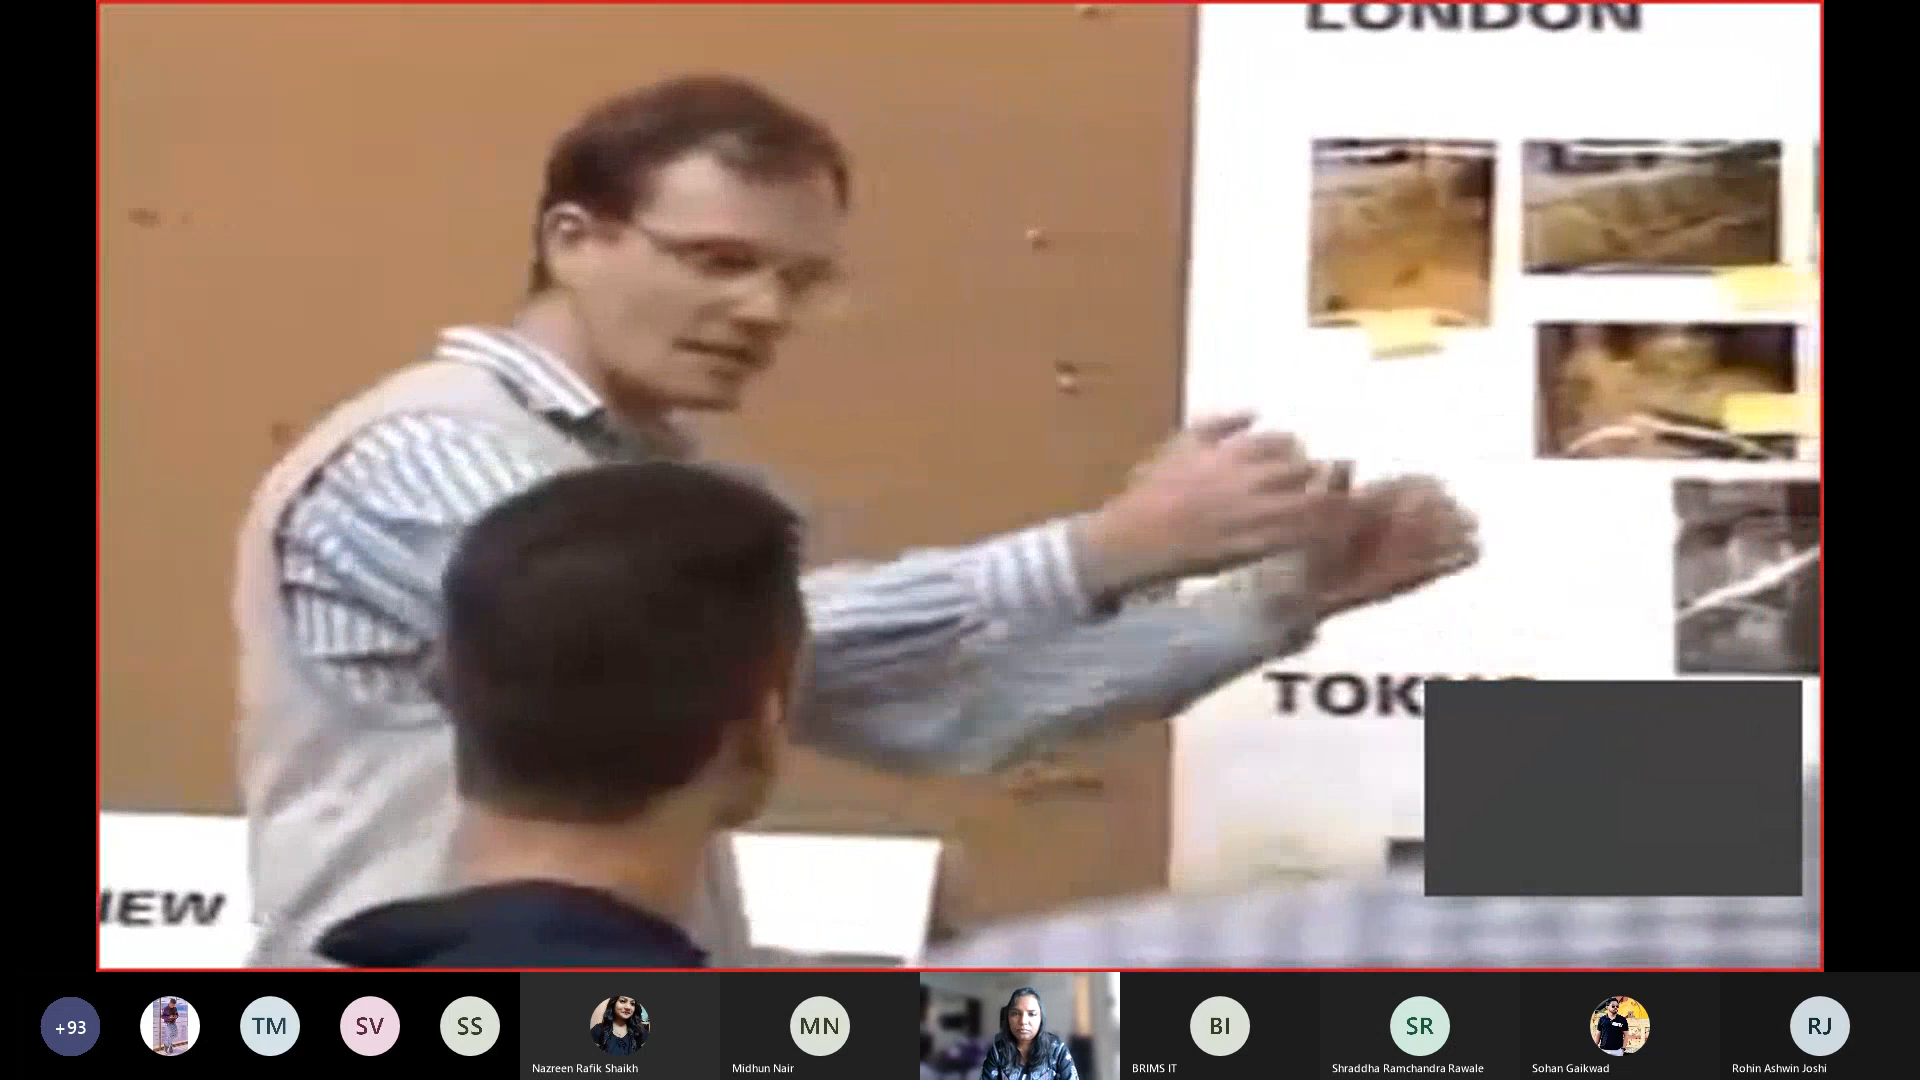 LONDON
TOK
IEW
+93
TM
SV
SS
Nazreen Rafik Shaikh
MN
Midhun Nair
BI
BRIMS IT
SR
Shraddha Ramchandra Rawale
Sohan Gaikwad
RJ
Rohin Ashwin Joshi